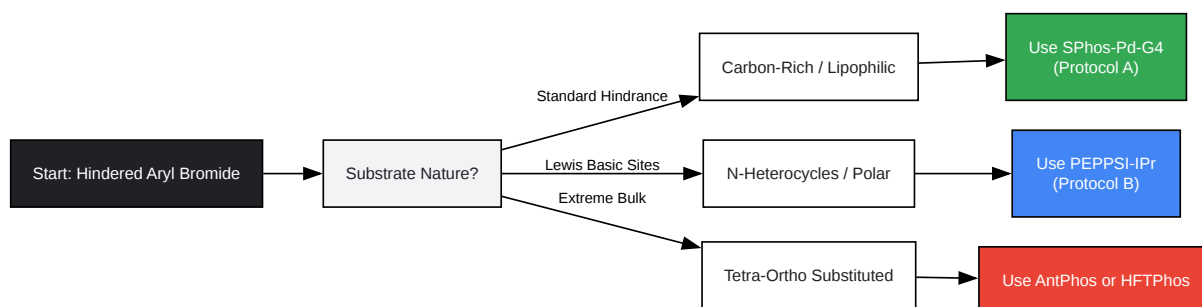 Start: Hindered Aryl Bromide
Substrate Nature?
Standard Hindrance
Carbon-Rich / Lipophilic
Use SPhos-Pd-G4
(Protocol A)
Lewis Basic Sites
N-Heterocycles / Polar
Use PEPPSI-IPr
(Protocol B)
Extreme Bulk
Tetra-Ortho Substituted
Use AntPhos or HFTPhos